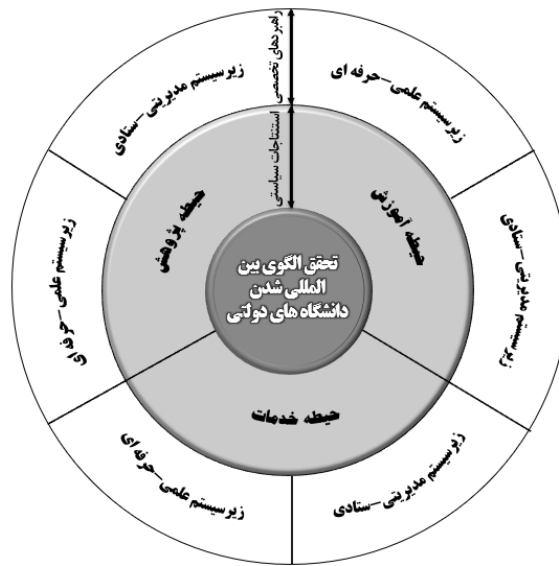 راهبردهای تخصصی
استنتاجات سیاستی
زیرسیستم علمی-حرفه ای
زیرسیستم مدیریتی-ستادی
زیرسیستم مدیریتی-ستادی
زیرسیستم علمی-حرفه ای
زیرسیستم علمی-حرفه ای
زیرسیستم مدیریتی-ستادی
حیطه آموزش
حیطه پژوهش
تحقق الگوی بین
المللی شدن
دانشگاه های دولتی
حیطه خدمات